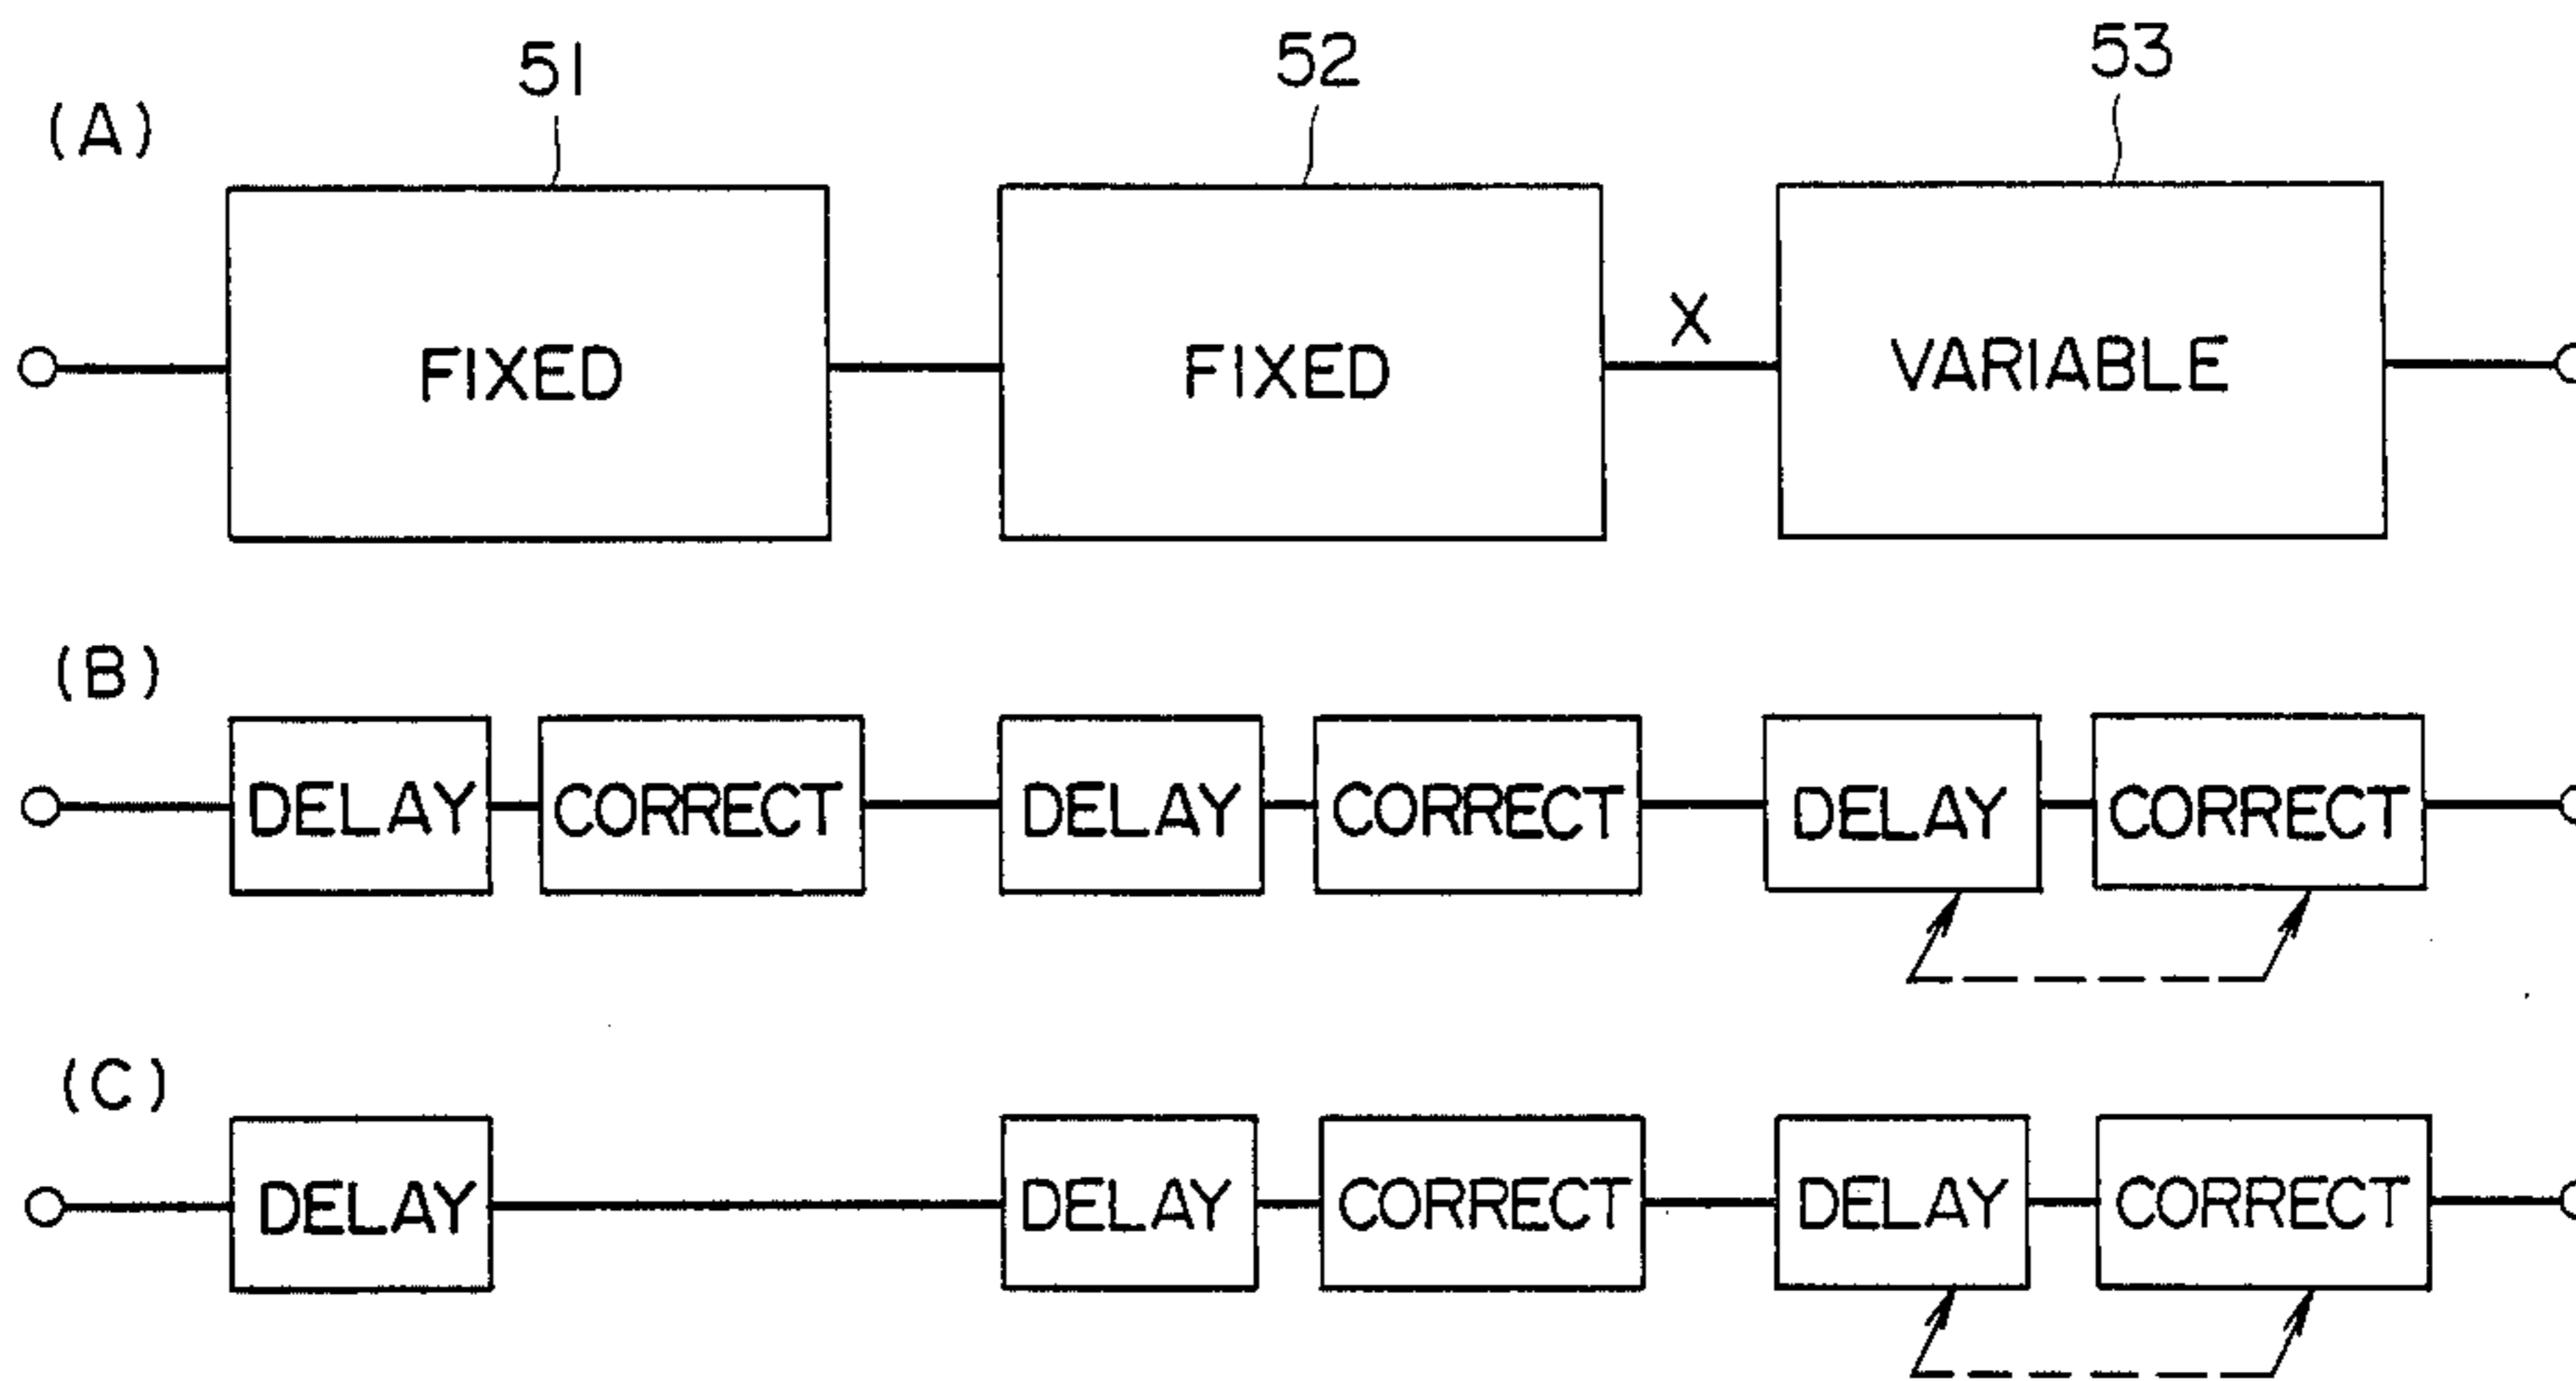 51 52 53
(A)
FIXED FIXED X VARIABLE
(B)
DELAY CORRECT DELAY CORRECT DELAY CORRECT
(C)
DELAY DELAY CORRECT DELAY CORRECT